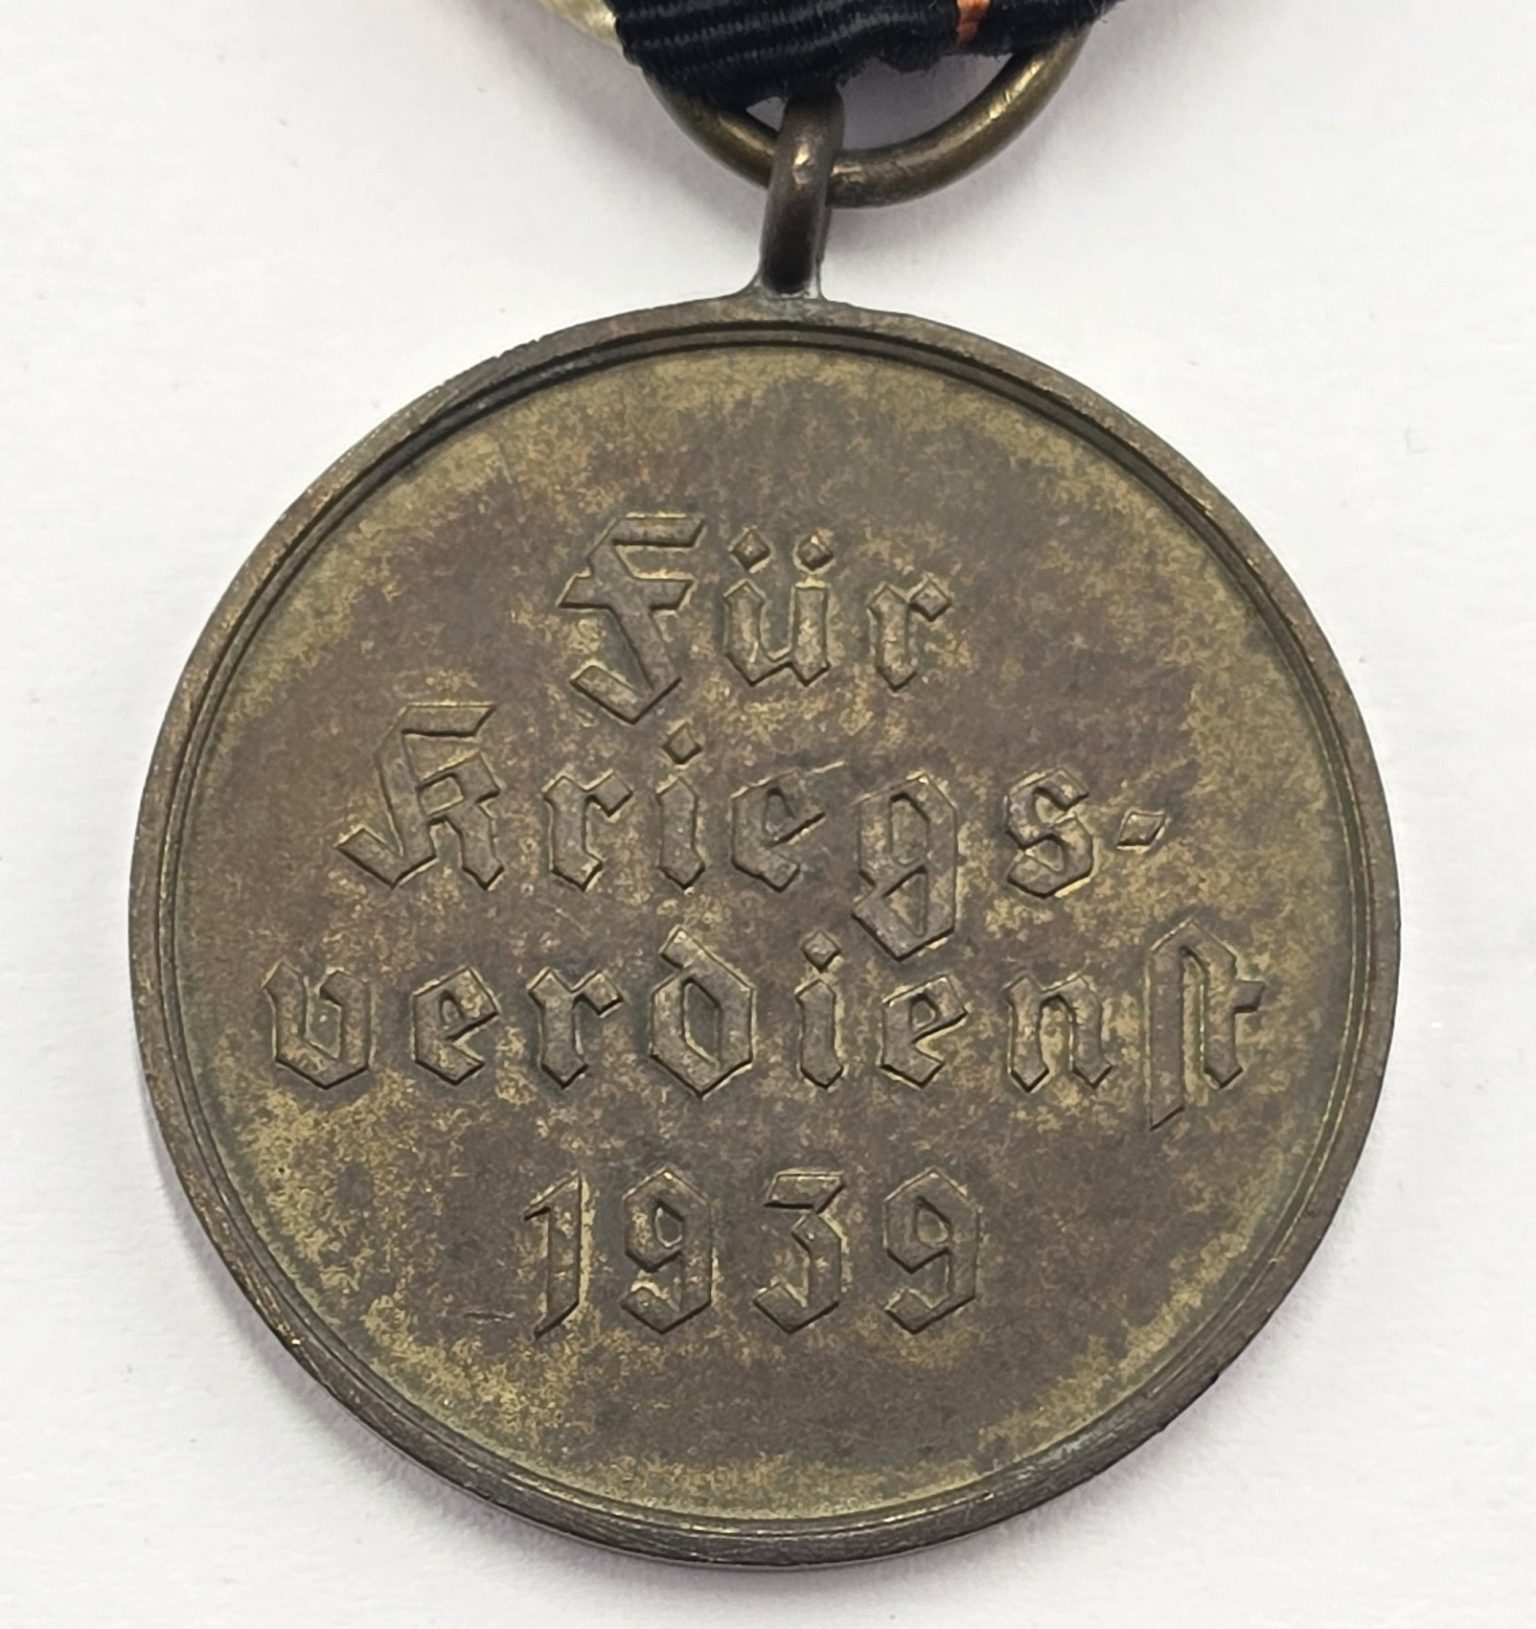 Für
Kriegs-
verdienst
1939